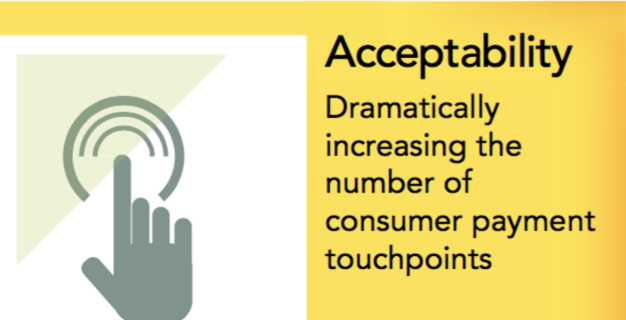 Acceptability
Dramatically
increasing the
number of
consumer payment
touchpoints